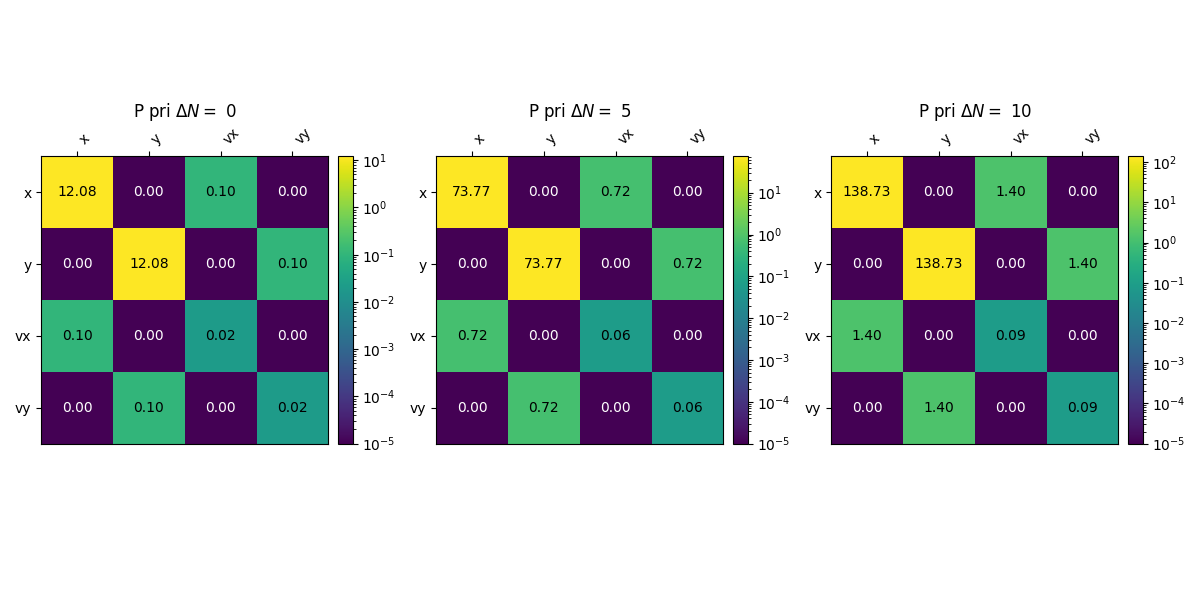 P pri ΔN = 0
x y vx vy
x 12.08 0.00 0.10 0.00
y 0.00 12.08 0.00 0.10
vx 0.10 0.00 0.02 0.00
vy 0.00 0.10 0.00 0.02
10¹
10⁰
10⁻¹
10⁻²
10⁻³
10⁻⁴
10⁻⁵
P pri ΔN = 5
x y vx vy
x 73.77 0.00 0.72 0.00
y 0.00 73.77 0.00 0.72
vx 0.72 0.00 0.06 0.00
vy 0.00 0.72 0.00 0.06
10¹
10⁰
10⁻¹
10⁻²
10⁻³
10⁻⁴
10⁻⁵
P pri ΔN = 10
x y vx vy
x 138.73 0.00 1.40 0.00
y 0.00 138.73 0.00 1.40
vx 1.40 0.00 0.09 0.00
vy 0.00 1.40 0.00 0.09
10²
10¹
10⁰
10⁻¹
10⁻²
10⁻³
10⁻⁴
10⁻⁵